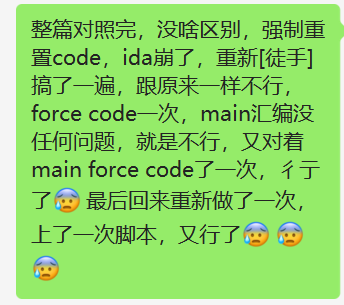 整篇对照完，没啥区别，强制重
置code，ida崩了，重新[徒手]
搞了一遍，跟原来一样不行，
force code一次，main汇编没
任何问题，就是不行，又对着
main force code了一次，彳亍
了😰 最后回来重新做了一次，
上了一次脚本，又行了😰 😰
😰